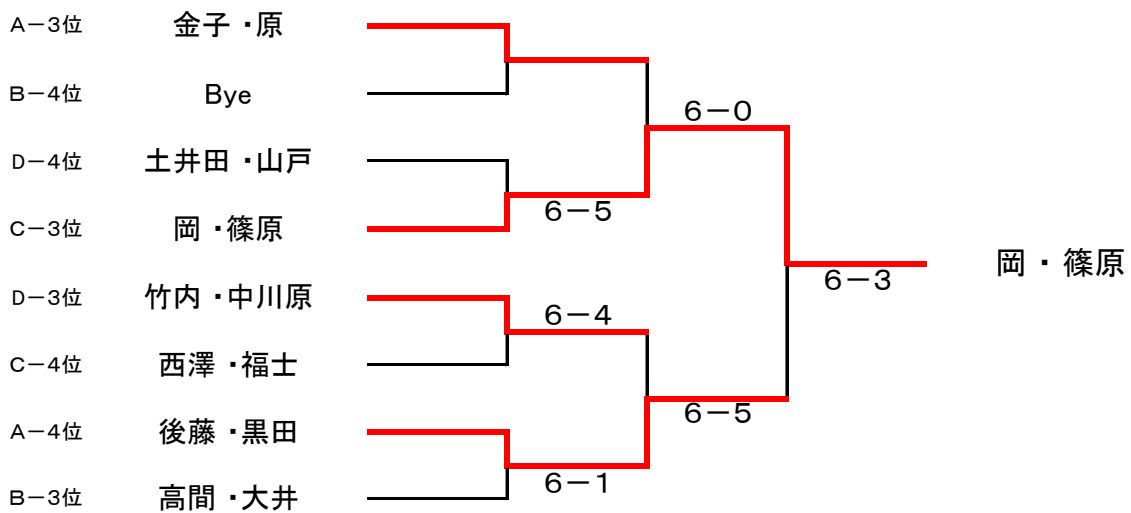 A－3位 金子・原
B－4位 Bye
6－0
D－4位 土井田・山戸
6－5
C－3位 岡・篠原
岡・篠原
6－3
D－3位 竹内・中川原
6－4
C－4位 西澤・福士
6－5
A－4位 後藤・黒田
6－1
B－3位 高間・大井